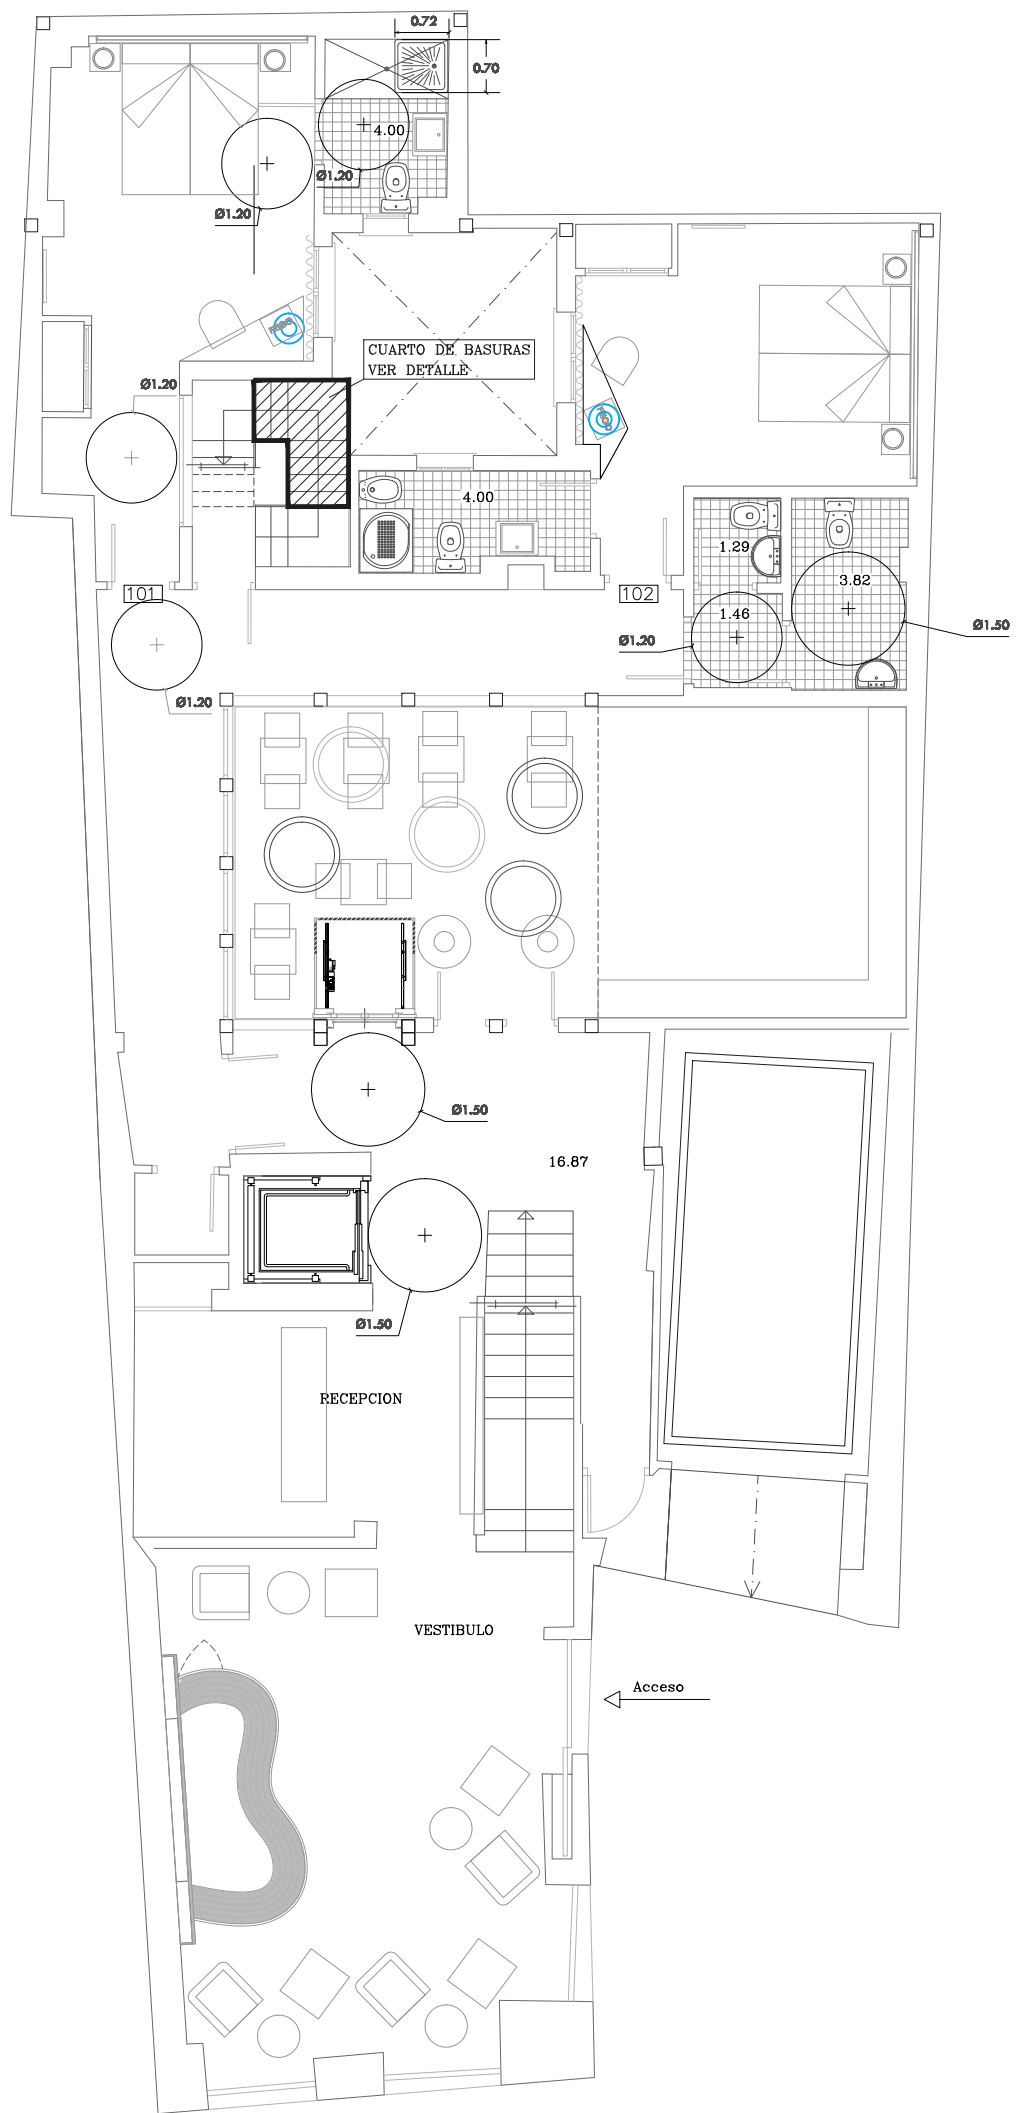 0.72
0.70
4.00
Ø1.20
Ø1.20
CUARTO DE BASURAS
VER DETALLE
Ø1.20
4.00
1.29
3.82
101
102
1.46
Ø1.50
Ø1.20
Ø1.20
Ø1.50
16.87
Ø1.50
RECEPCION
VESTIBULO
Acceso